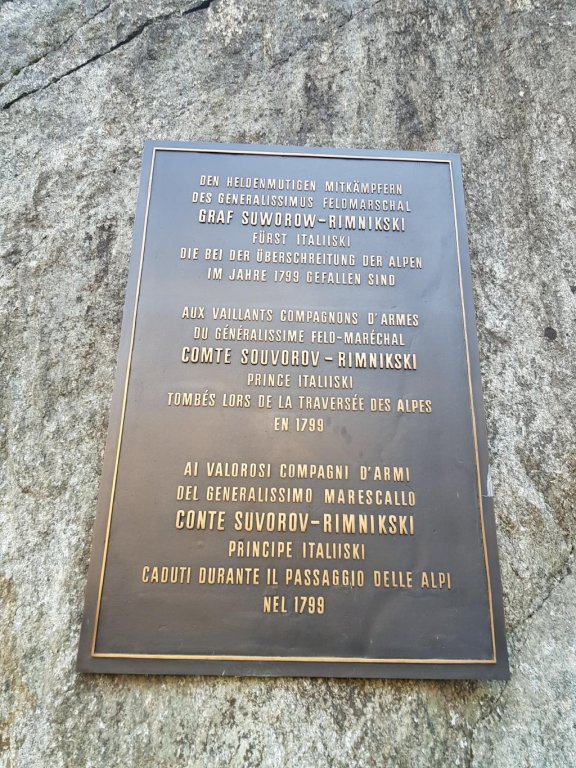 DEN HELDENMUTIGEN MITKÄMPFERN
DES GENERALISSIMUS FELDMARSCHAL
GRAF SUWOROW-RIMNIKSKI
FÜRST ITALIISKI
DIE BEI DER ÜBERSCHREITUNG DER ALPEN
IM JAHRE 1799 GEFALLEN SIND
AUX VAILLANTS COMPAGNONS D'ARMES
DU GÉNÉRALISSIME FELD-MARÉCHAL
COMTE SOUVOROV-RIMNIKSKI
PRINCE ITALIISKI
TOMBÉS LORS DE LA TRAVERSÉE DES ALPES
EN 1799
AI VALOROSI COMPAGNI D'ARMI
DEL GENERALISSIMO MARESCALLO
CONTE SUVOROV-RIMNIKSKI
PRINCIPE ITALIISKI
CADUTI DURANTE IL PASSAGGIO DELLE ALPI
NEL 1799